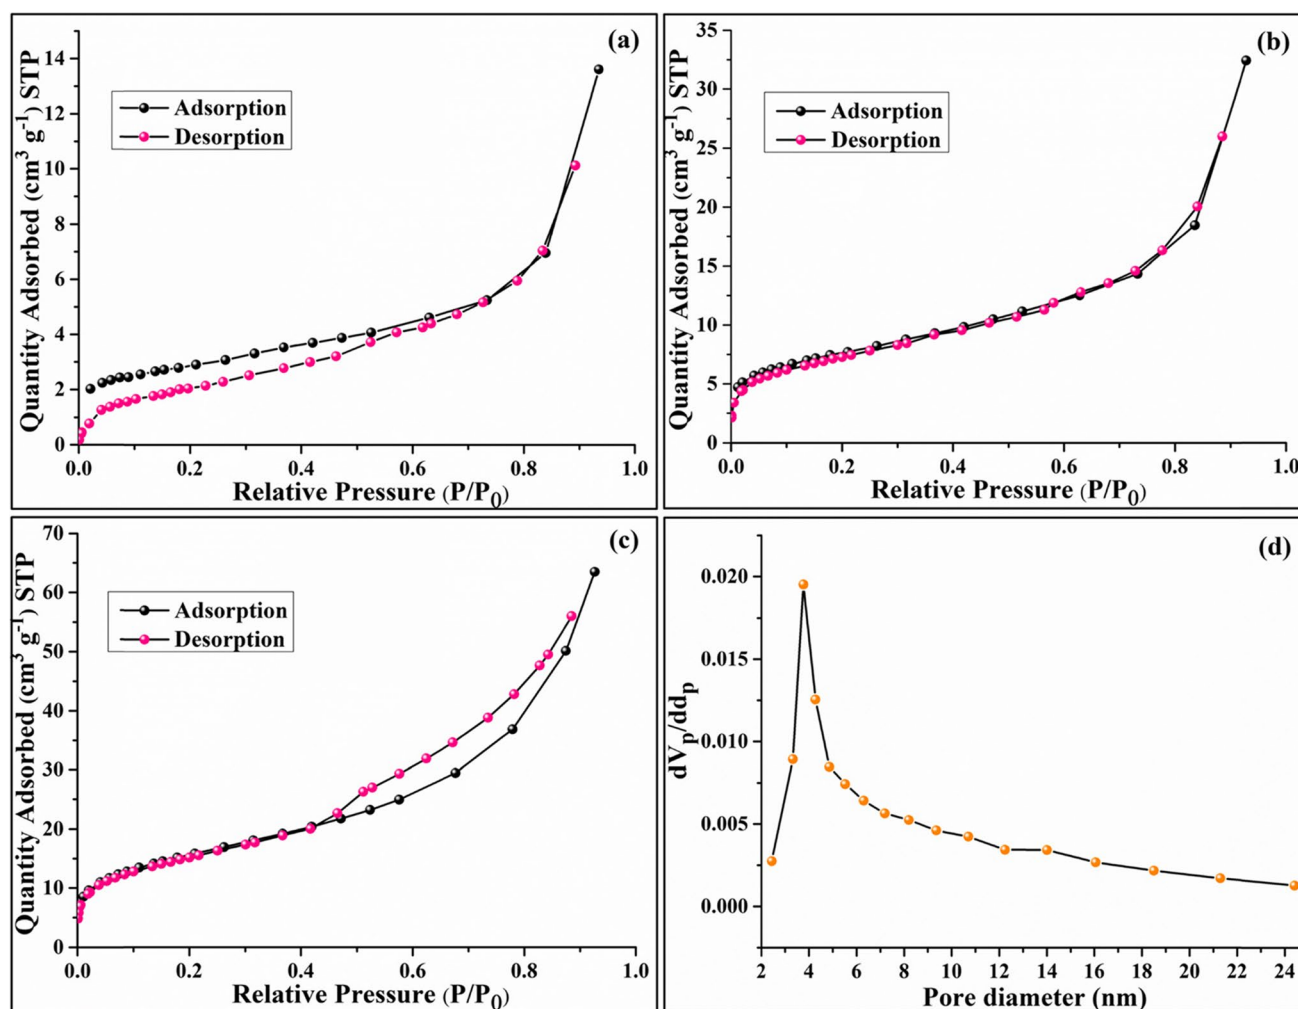 (a)
Quantity Adsorbed (cm³ g⁻¹) STP
14
12
10
8
6
4
2
0
Adsorption
Desorption
0.0 0.2 0.4 0.6 0.8 1.0
Relative Pressure (P/P₀)
(b)
Quantity Adsorbed (cm³ g⁻¹) STP
35
30
25
20
15
10
5
0
Adsorption
Desorption
0.0 0.2 0.4 0.6 0.8 1.0
Relative Pressure (P/P₀)
(c)
Quantity Adsorbed (cm³ g⁻¹) STP
70
60
50
40
30
20
10
0
Adsorption
Desorption
0.0 0.2 0.4 0.6 0.8 1.0
Relative Pressure (P/P₀)
(d)
dVₚ/ddₚ
0.020
0.015
0.010
0.005
0.000
2 4 6 8 10 12 14 16 18 20 22 24
Pore diameter (nm)